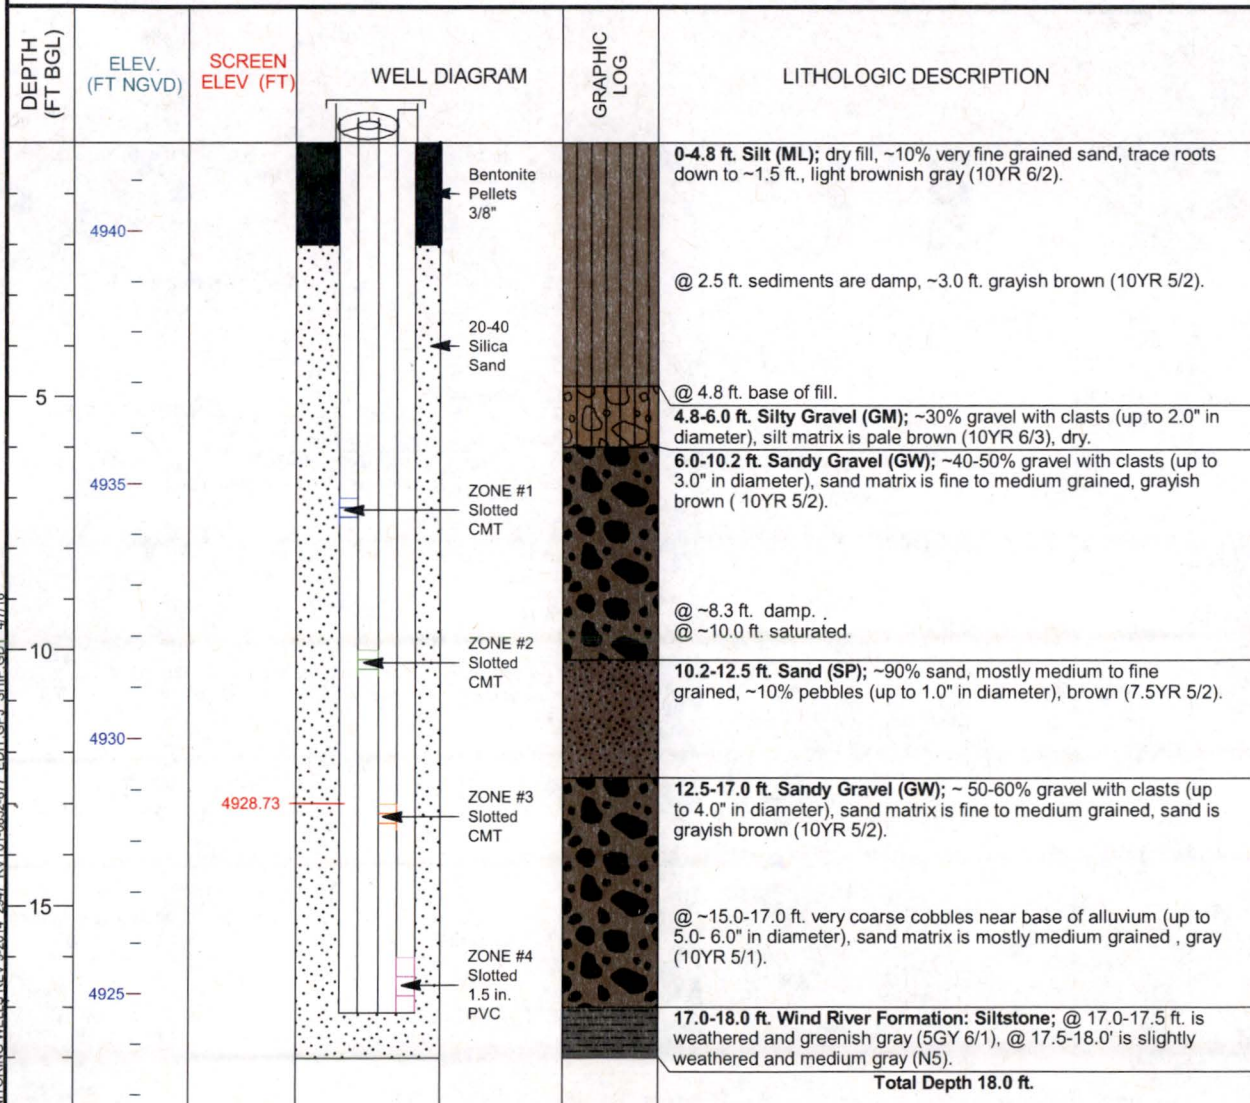 DEPTH
(FT BGL)
ELEV.
(FT NGVD)
SCREEN
ELEV (FT)
WELL DIAGRAM
GRAPHIC
LOG
LITHOLOGIC DESCRIPTION
0-4.8 ft. Silt (ML); dry fill, ~10% very fine grained sand, trace roots
down to ~1.5 ft., light brownish gray (10YR 6/2).
Bentonite
Pellets
3/8"
4940
@ 2.5 ft. sediments are damp, ~3.0 ft. grayish brown (10YR 5/2).
20-40
Silica
Sand
5
@ 4.8 ft. base of fill.
4.8-6.0 ft. Silty Gravel (GM); ~30% gravel with clasts (up to 2.0" in
diameter), silt matrix is pale brown (10YR 6/3), dry.
6.0-10.2 ft. Sandy Gravel (GW); ~40-50% gravel with clasts (up to
3.0" in diameter), sand matrix is fine to medium grained, grayish
brown ( 10YR 5/2).
4935
ZONE #1
Slotted
CMT
@ ~8.3 ft. damp.
@ ~10.0 ft. saturated.
10
ZONE #2
Slotted
CMT
10.2-12.5 ft. Sand (SP); ~90% sand, mostly medium to fine
grained, ~10% pebbles (up to 1.0" in diameter), brown (7.5YR 5/2).
4930
4928.73
ZONE #3
Slotted
CMT
12.5-17.0 ft. Sandy Gravel (GW); ~ 50-60% gravel with clasts (up
to 4.0" in diameter), sand matrix is fine to medium grained, sand is
grayish brown (10YR 5/2).
15
@ ~15.0-17.0 ft. very coarse cobbles near base of alluvium (up to
5.0- 6.0" in diameter), sand matrix is mostly medium grained , gray
(10YR 5/1).
4925
ZONE #4
Slotted
1.5 in.
PVC
17.0-18.0 ft. Wind River Formation: Siltstone; @ 17.0-17.5 ft. is
weathered and greenish gray (5GY 6/1), @ 17.5-18.0' is slightly
weathered and medium gray (N5).
Total Depth 18.0 ft.